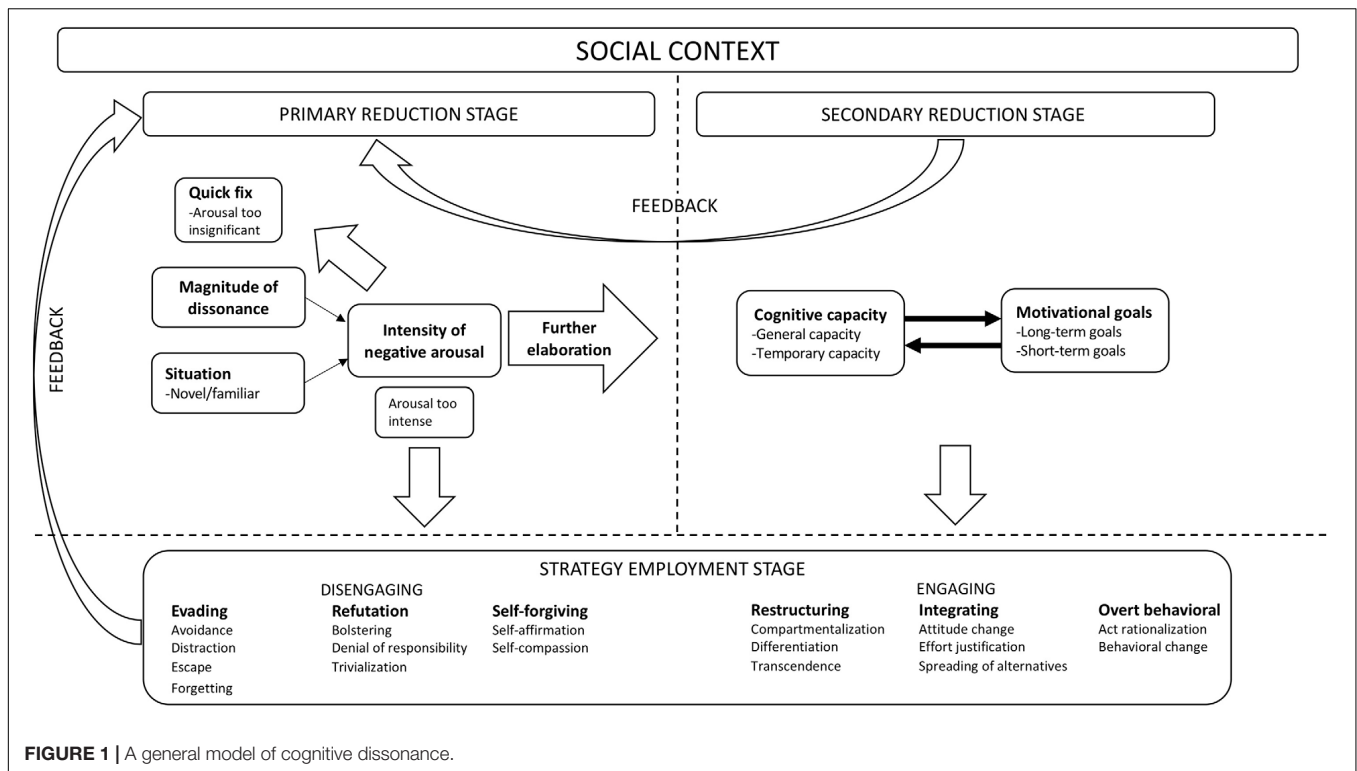 SOCIAL CONTEXT
PRIMARY REDUCTION STAGE
SECONDARY REDUCTION STAGE
Quick fix
-Arousal too
insignificant
FEEDBACK
Magnitude of
dissonance
Situation
-Novel/familiar
Intensity of
negative arousal
Further
elaboration
Arousal too
intense
Cognitive capacity
-General capacity
-Temporary capacity
Motivational goals
-Long-term goals
-Short-term goals
FEEDBACK
STRATEGY EMPLOYMENT STAGE
DISENGAGING
Evading
Avoidance
Distraction
Escape
Forgetting
Refutation
Bolstering
Denial of responsibility
Trivialization
Self-forgiving
Self-affirmation
Self-compassion
ENGAGING
Restructuring
Compartmentalization
Differentiation
Transcendence
Integrating
Attitude change
Effort justification
Spreading of alternatives
Overt behavioral
Act rationalization
Behavioral change
FIGURE 1 | A general model of cognitive dissonance.